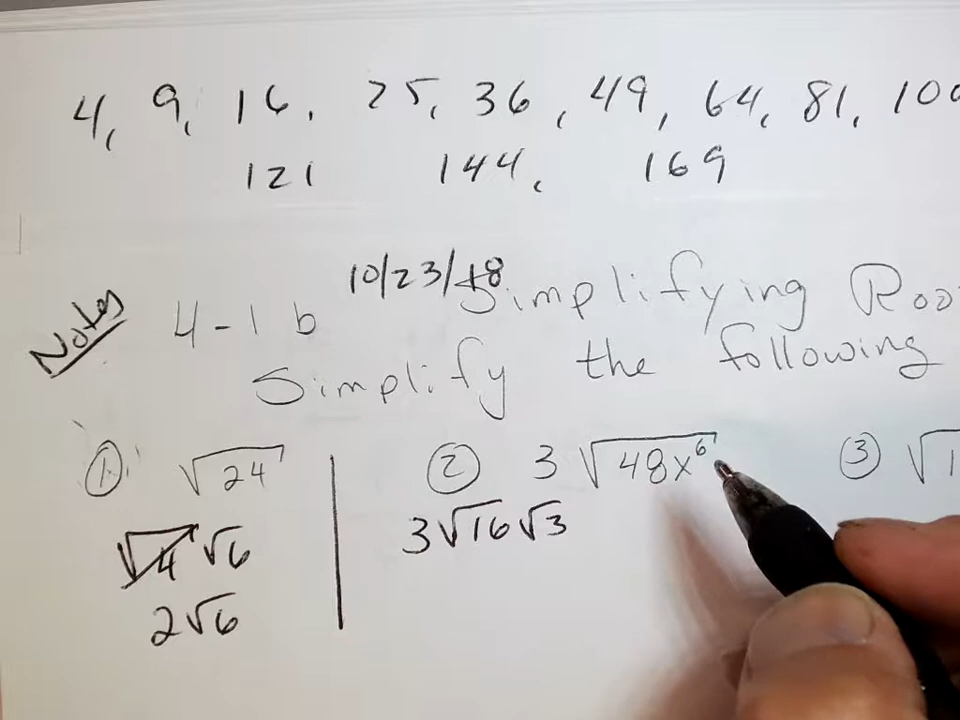 4, 9, 16, 25, 36, 49, 64, 81, 100
121 144, 169
10/23/18
Notes 4-1 b Simplifying Roo
Simplify the following
① √24 ② 3√48x⁶ ③ √1
√4 √6 3√16 √3
2√6